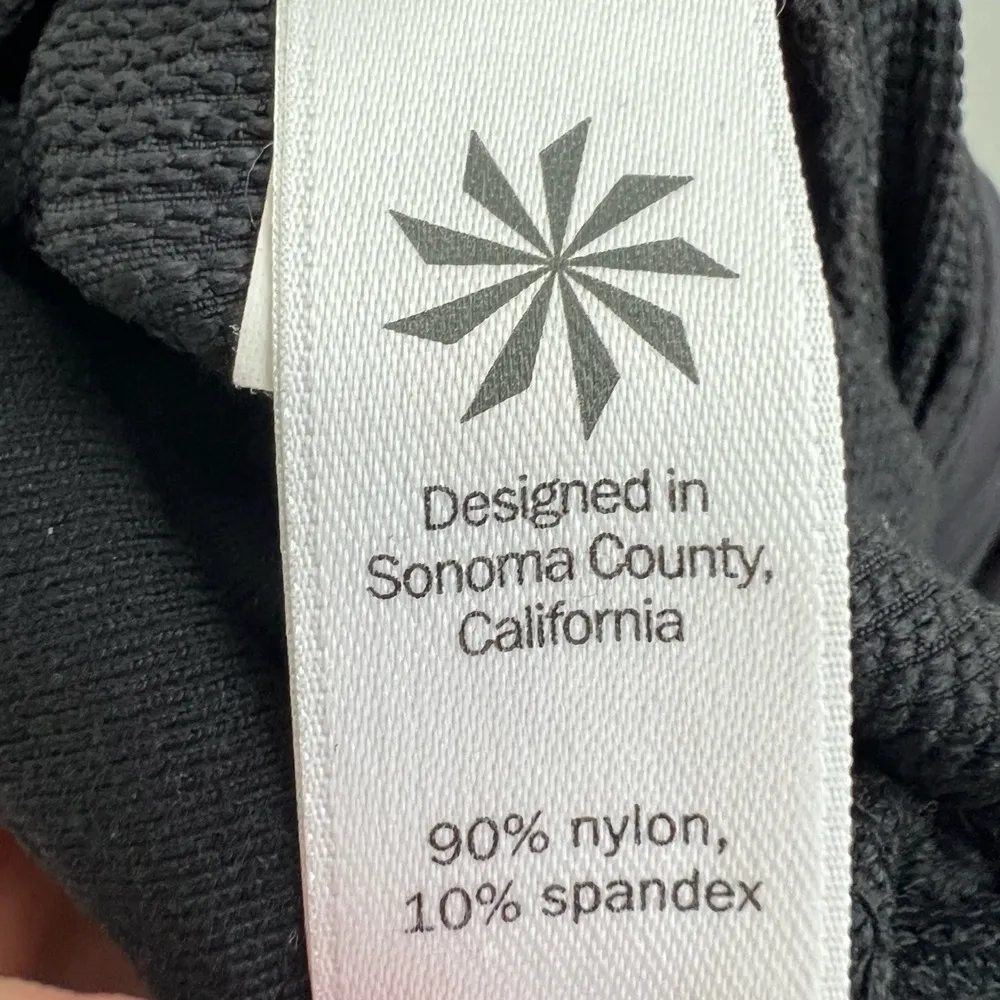 Designed in
Sonoma County,
California
90% nylon,
10% spandex